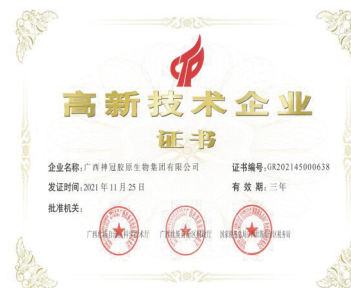 高新技术企业
证书
企业名称:广西神冠胶原生物集团有限公司 证书编号:GR202145000638
发证时间:2021年11月25日 有效期:三年
批准机关: